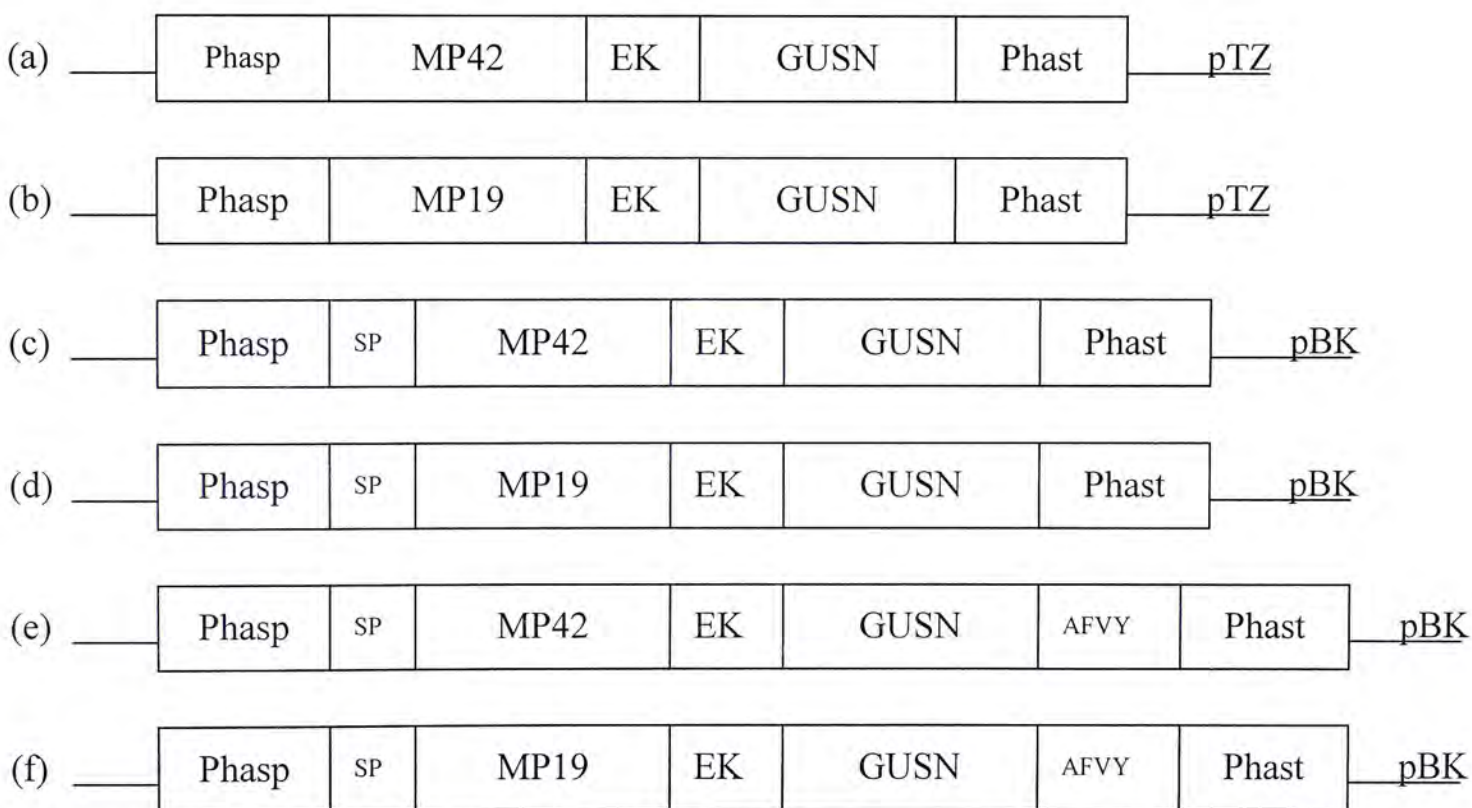 (a) Phasp MP42 EK GUSN Phast pTZ
(b) Phasp MP19 EK GUSN Phast pTZ
(c) Phasp SP MP42 EK GUSN Phast pBK
(d) Phasp SP MP19 EK GUSN Phast pBK
(e) Phasp SP MP42 EK GUSN AFVY Phast pBK
(f) Phasp SP MP19 EK GUSN AFVY Phast pBK